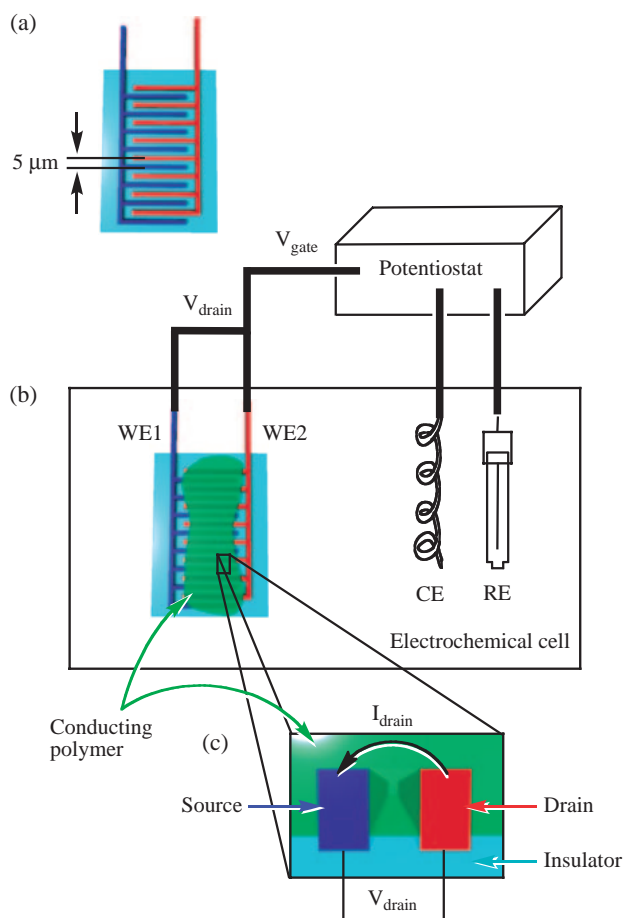 (a)
5 μm
V_gate
Potentiostat
V_drain
(b)
WE1
WE2
CE
RE
Electrochemical cell
Conducting
polymer
(c)
I_drain
Source
Drain
Insulator
V_drain